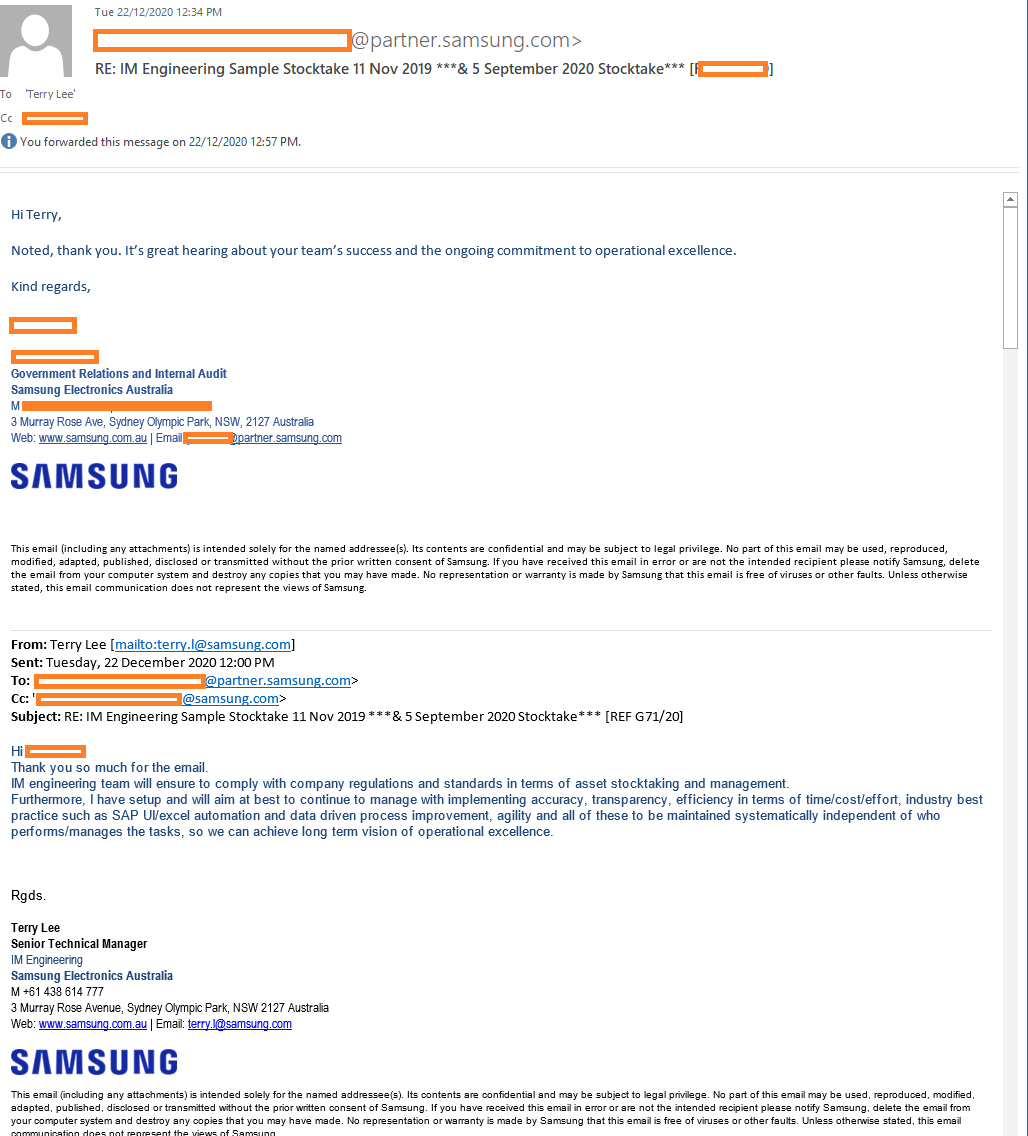 Tue 22/12/2020 12:34 PM
@partner.samsung.com>
RE: IM Engineering Sample Stocktake 11 Nov 2019 ***& 5 September 2020 Stocktake*** [ ]
To 'Terry Lee'
Cc
You forwarded this message on 22/12/2020 12:57 PM.
Hi Terry,
Noted, thank you. It's great hearing about your team's success and the ongoing commitment to operational excellence.
Kind regards,
Government Relations and Internal Audit
Samsung Electronics Australia
M
3 Murray Rose Ave, Sydney Olympic Park, NSW, 2127 Australia
Web: www.samsung.com.au | Email @partner.samsung.com
SAMSUNG
This email (including any attachments) is intended solely for the named addressee(s). Its contents are confidential and may be subject to legal privilege. No part of this email may be used, reproduced,
modified, adapted, published, disclosed or transmitted without the prior written consent of Samsung. If you have received this email in error or are not the intended recipient please notify Samsung, delete
the email from your computer system and destroy any copies that you may have made. No representation or warranty is made by Samsung that this email is free of viruses or other faults. Unless otherwise
stated, this email communication does not represent the views of Samsung.
From: Terry Lee [mailto:terry.l@samsung.com]
Sent: Tuesday, 22 December 2020 12:00 PM
To: @partner.samsung.com>
Cc: ' @samsung.com>
Subject: RE: IM Engineering Sample Stocktake 11 Nov 2019 ***& 5 September 2020 Stocktake*** [REF G71/20]
Hi
Thank you so much for the email.
IM engineering team will ensure to comply with company regulations and standards in terms of asset stocktaking and management.
Furthermore, I have setup and will aim at best to continue to manage with implementing accuracy, transparency, efficiency in terms of time/cost/effort, industry best
practice such as SAP UI/excel automation and data driven process improvement, agility and all of these to be maintained systematically independent of who
performs/manages the tasks, so we can achieve long term vision of operational excellence.
Rgds.
Terry Lee
Senior Technical Manager
IM Engineering
Samsung Electronics Australia
M +61 438 614 777
3 Murray Rose Avenue, Sydney Olympic Park, NSW 2127 Australia
Web: www.samsung.com.au | Email: terry.l@samsung.com
SAMSUNG
This email (including any attachments) is intended solely for the named addressee(s). Its contents are confidential and may be subject to legal privilege. No part of this email may be used, reproduced, modified,
adapted, published, disclosed or transmitted without the prior written consent of Samsung. If you have received this email in error or are not the intended recipient please notify Samsung, delete the email from
your computer system and destroy any copies that you may have made. No representation or warranty is made by Samsung that this email is free of viruses or other faults. Unless otherwise stated, this email
communication does not represent the views of Samsung.